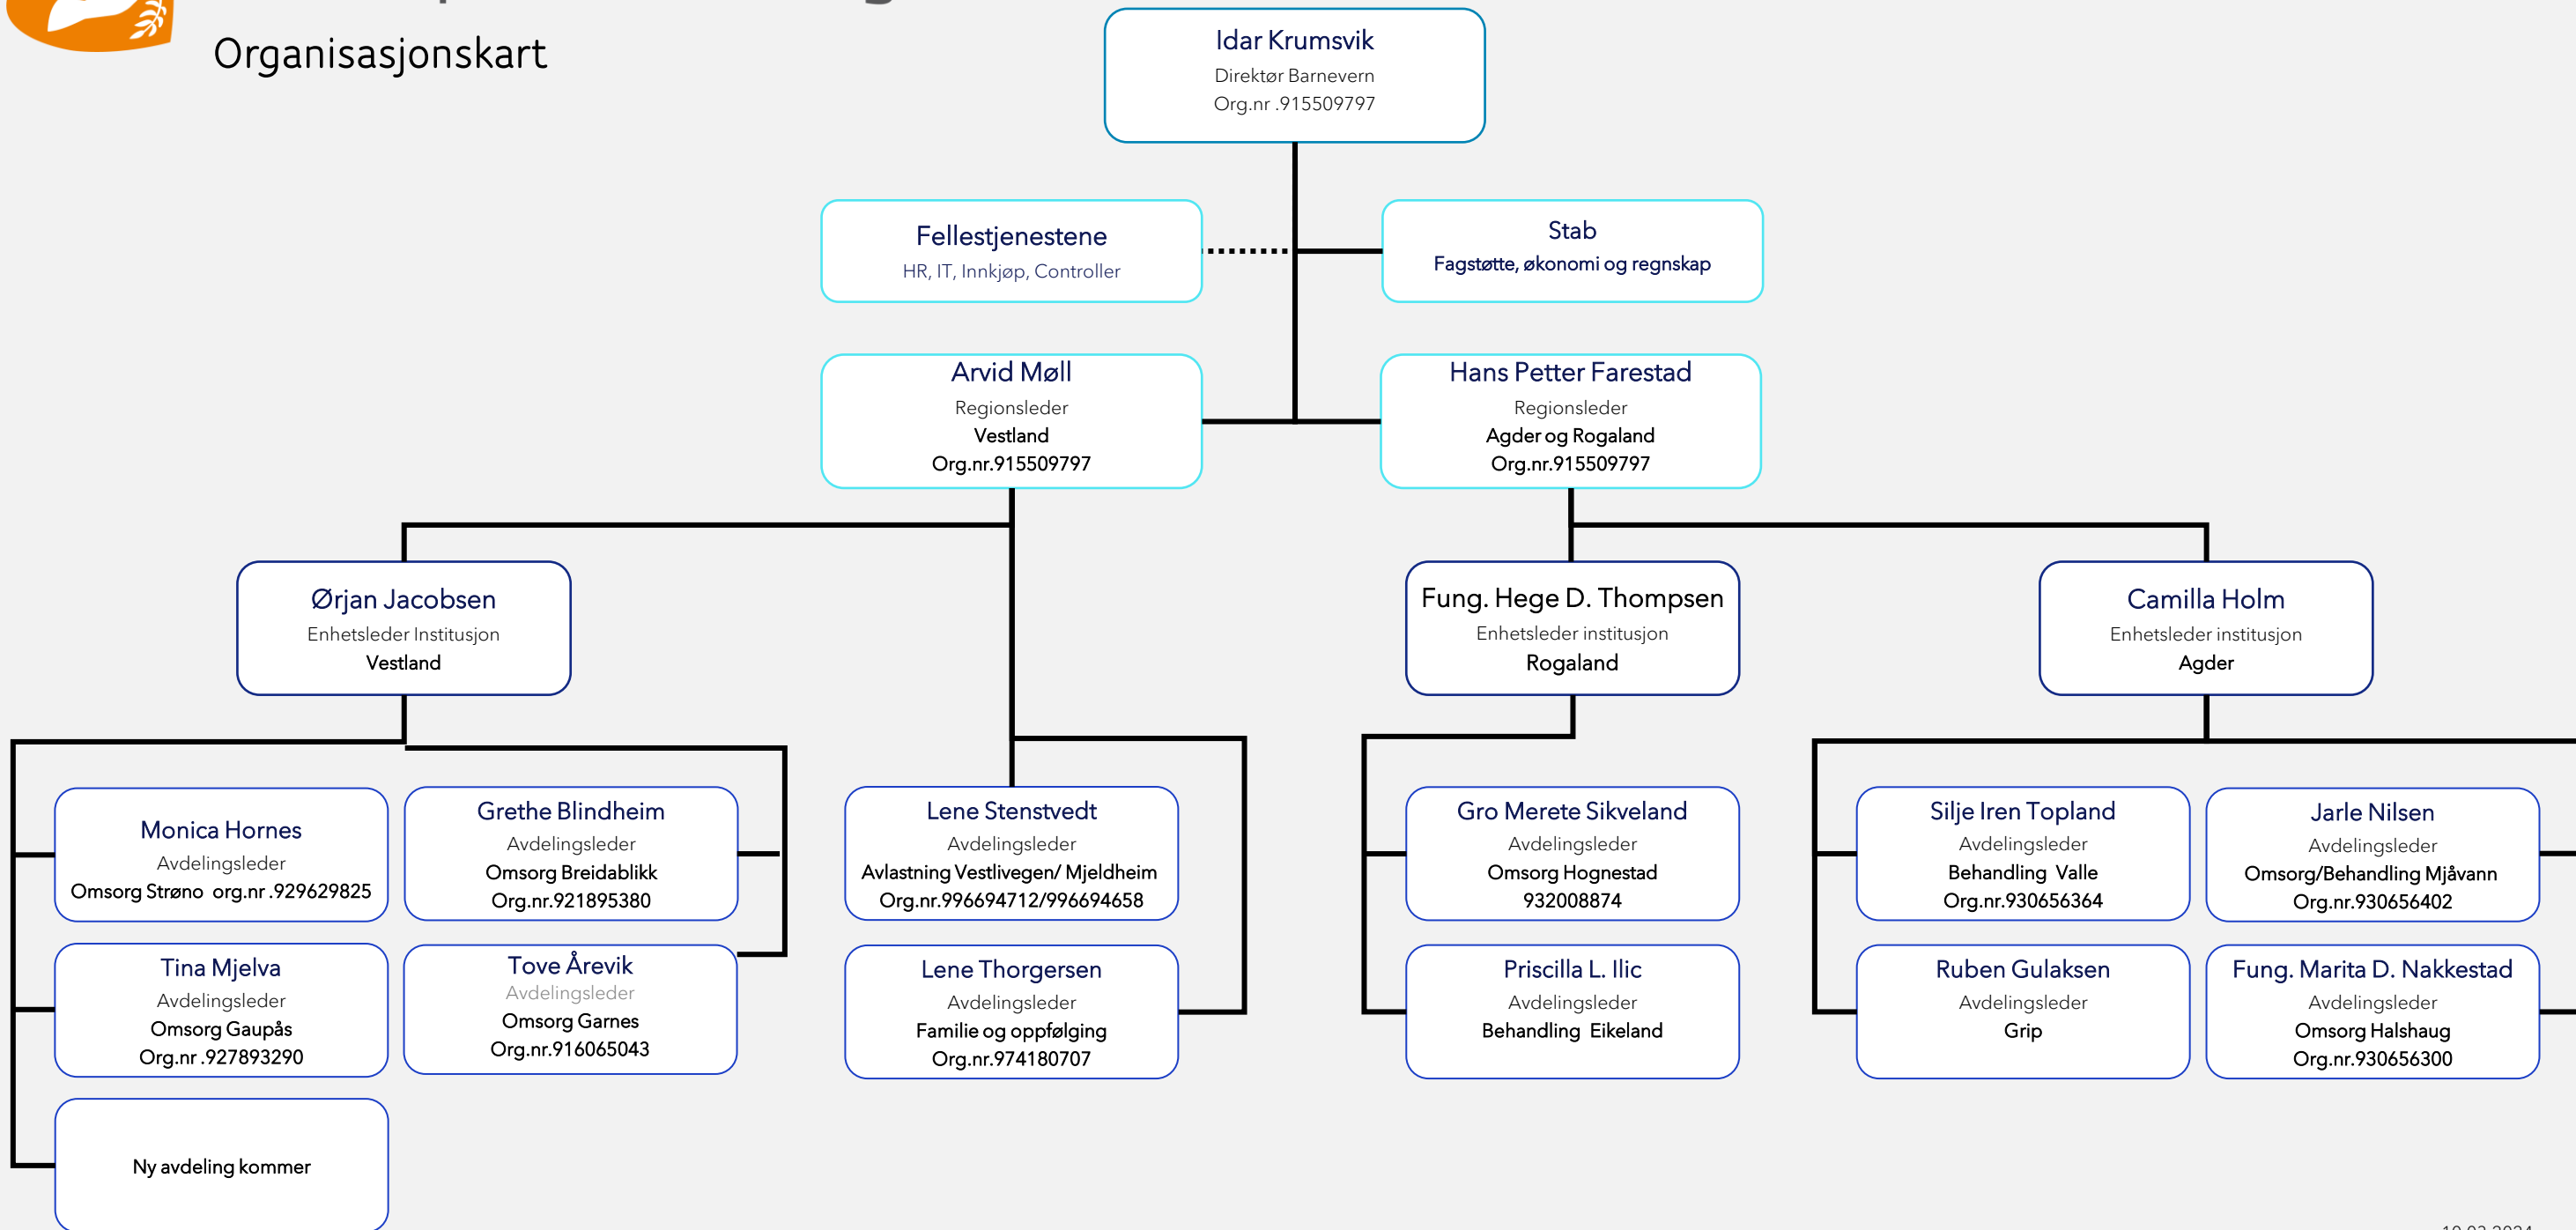 Organisasjonskart
Idar Krumsvik
Direktør Barnevern
Org.nr .915509797
Fellestjenestene
HR, IT, Innkjøp, Controller
Stab
Fagstøtte, økonomi og regnskap
Arvid Møll
Regionsleder
Vestland
Org.nr.915509797
Hans Petter Farestad
Regionsleder
Agder og Rogaland
Org.nr.915509797
Ørjan Jacobsen
Enhetsleder Institusjon
Vestland
Fung. Hege D. Thompsen
Enhetsleder institusjon
Rogaland
Camilla Holm
Enhetsleder institusjon
Agder
Monica Hornes
Avdelingsleder
Omsorg Strøno org.nr .929629825
Grethe Blindheim
Avdelingsleder
Omsorg Breidablikk
Org.nr.921895380
Lene Stenstvedt
Avdelingsleder
Avlastning Vestlivegen/ Mjeldheim
Org.nr.996694712/996694658
Gro Merete Sikveland
Avdelingsleder
Omsorg Hognestad
932008874
Silje Iren Topland
Avdelingsleder
Behandling Valle
Org.nr.930656364
Jarle Nilsen
Avdelingsleder
Omsorg/Behandling Mjåvann
Org.nr.930656402
Tina Mjelva
Avdelingsleder
Omsorg Gaupås
Org.nr .927893290
Tove Årevik
Avdelingsleder
Omsorg Garnes
Org.nr.916065043
Lene Thorgersen
Avdelingsleder
Familie og oppfølging
Org.nr.974180707
Priscilla L. Ilic
Avdelingsleder
Behandling Eikeland
Ruben Gulaksen
Avdelingsleder
Grip
Fung. Marita D. Nakkestad
Avdelingsleder
Omsorg Halshaug
Org.nr.930656300
Ny avdeling kommer